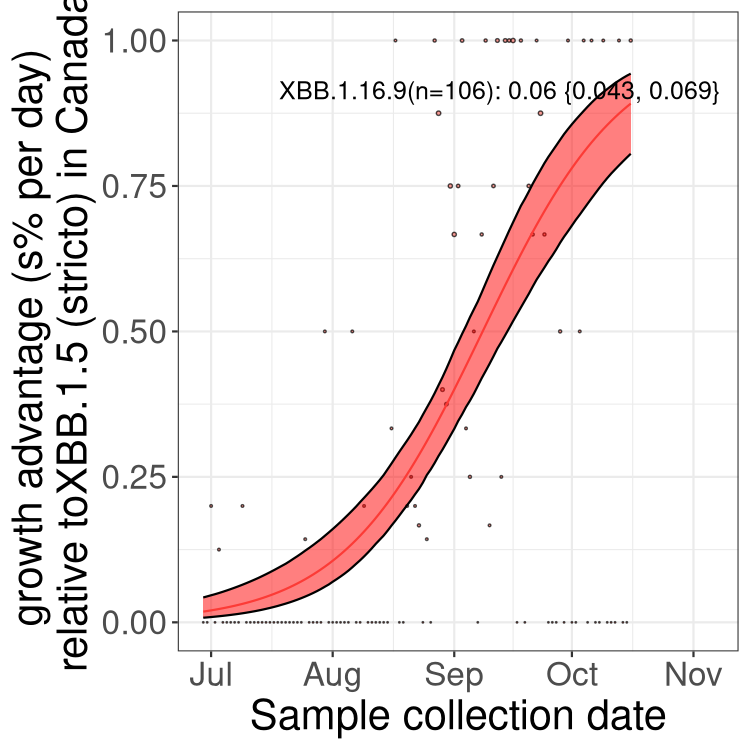 growth advantage (s% per day)
relative toXBB.1.5 (stricto) in Canada
1.00
0.75
0.50
0.25
0.00
XBB.1.16.9(n=106): 0.06 {0.043, 0.069}
Jul Aug Sep Oct Nov
Sample collection date